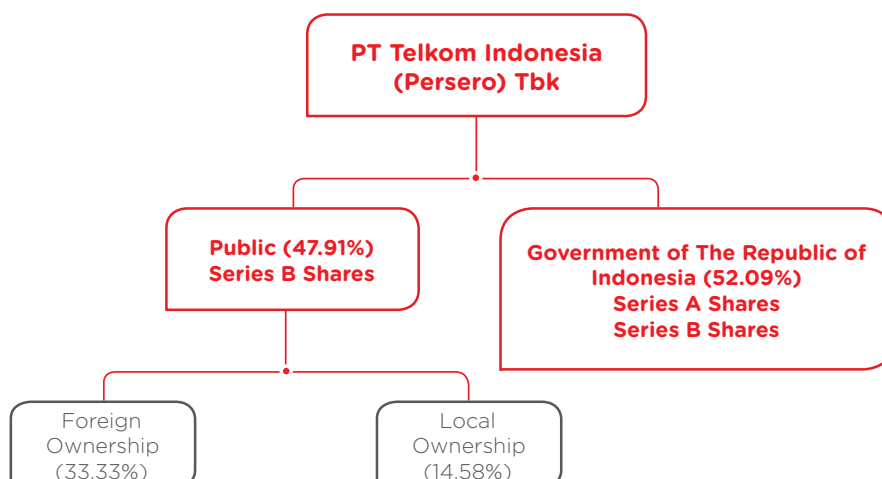 PT Telkom Indonesia
(Persero) Tbk
Public (47.91%)
Series B Shares
Government of The Republic of
Indonesia (52.09%)
Series A Shares
Series B Shares
Foreign
Ownership
(33.33%)
Local
Ownership
(14.58%)